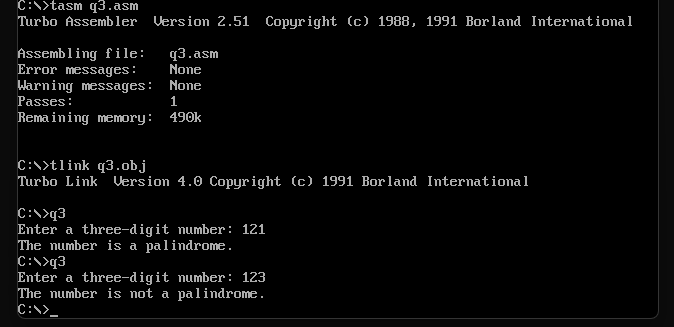 C:\>tasm q3.asm
Turbo Assembler  Version 2.51  Copyright (c) 1988, 1991 Borland International
Assembling file:   q3.asm
Error messages:    None
Warning messages:  None
Passes:            1
Remaining memory:  490k
C:\>tlink q3.obj
Turbo Link  Version 4.0 Copyright (c) 1991 Borland International
C:\>q3
Enter a three-digit number: 121
The number is a palindrome.
C:\>q3
Enter a three-digit number: 123
The number is not a palindrome.
C:\>_